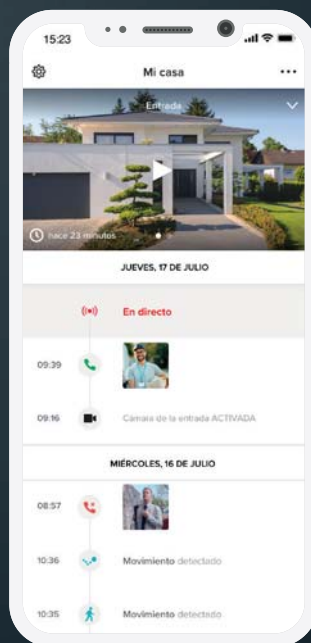 15:23
Mi casa
Entrada
hace 23 minutos
JUEVES, 17 DE JULIO
En directo
09:39
09:16 Cámara de la entrada ACTIVADA
MIÉRCOLES, 16 DE JULIO
08:57
10:36 Movimiento detectado
10:35 Movimiento detectado